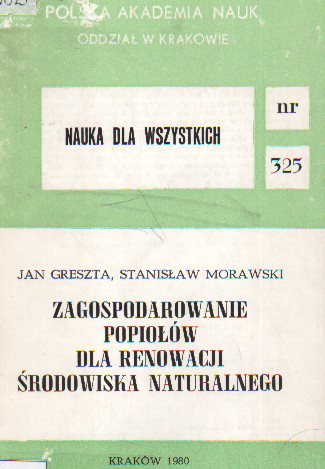 POLSKA AKADEMIA NAUK
ODDZIAŁ W KRAKOWIE
NAUKA DLA WSZYSTKICH
nr
325
JAN GRESZTA, STANISŁAW MORAWSKI
ZAGOSPODAROWANIE
POPIOŁÓW
DLA RENOWACJI
ŚRODOWISKA NATURALNEGO
KRAKÓW 1980